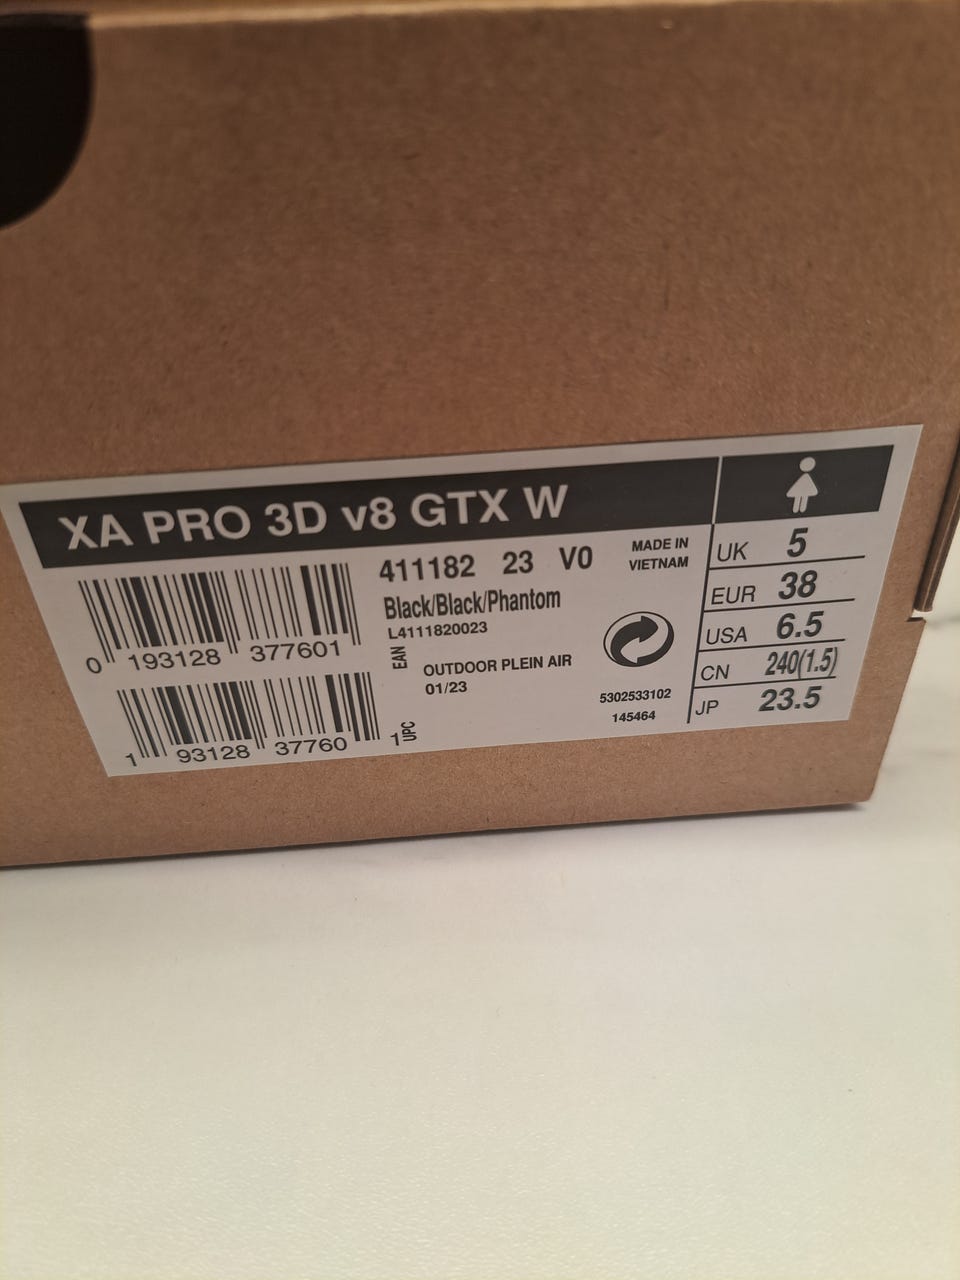 XA PRO 3D v8 GTX W
411182 23 V0
MADE IN
VIETNAM
Black/Black/Phantom
L4111820023
0 193128 377601
EAN
OUTDOOR PLEIN AIR
01/23
5302533102
145464
1 93128 37760 1
UPC
UK 5
EUR 38
USA 6.5
CN 240(1.5)
JP 23.5